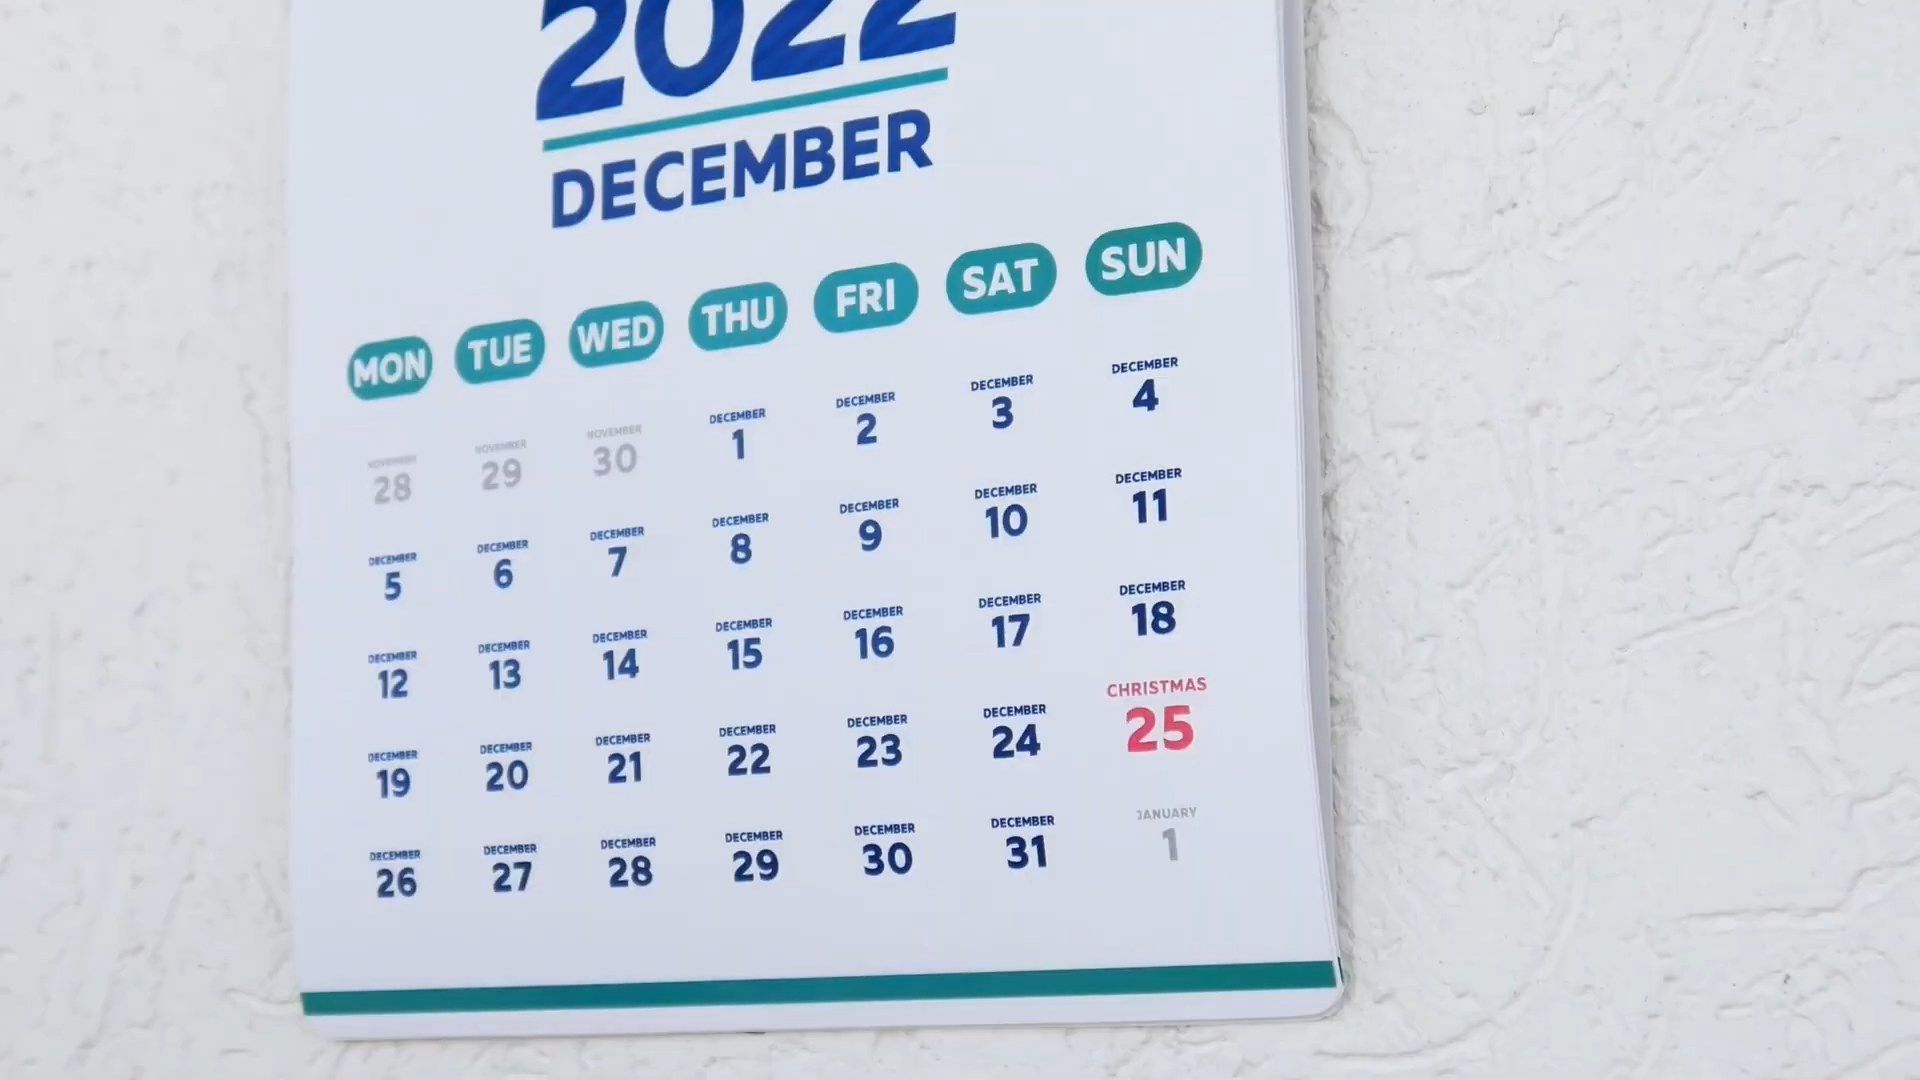 2022
DECEMBER
MON TUE WED THU FRI SAT SUN
NOVEMBER NOVEMBER NOVEMBER DECEMBER DECEMBER DECEMBER DECEMBER
28 29 30 1 2 3 4
DECEMBER DECEMBER DECEMBER DECEMBER DECEMBER DECEMBER DECEMBER
5 6 7 8 9 10 11
DECEMBER DECEMBER DECEMBER DECEMBER DECEMBER DECEMBER DECEMBER
12 13 14 15 16 17 18
DECEMBER DECEMBER DECEMBER DECEMBER DECEMBER DECEMBER CHRISTMAS
19 20 21 22 23 24 25
DECEMBER DECEMBER DECEMBER DECEMBER DECEMBER DECEMBER JANUARY
26 27 28 29 30 31 1